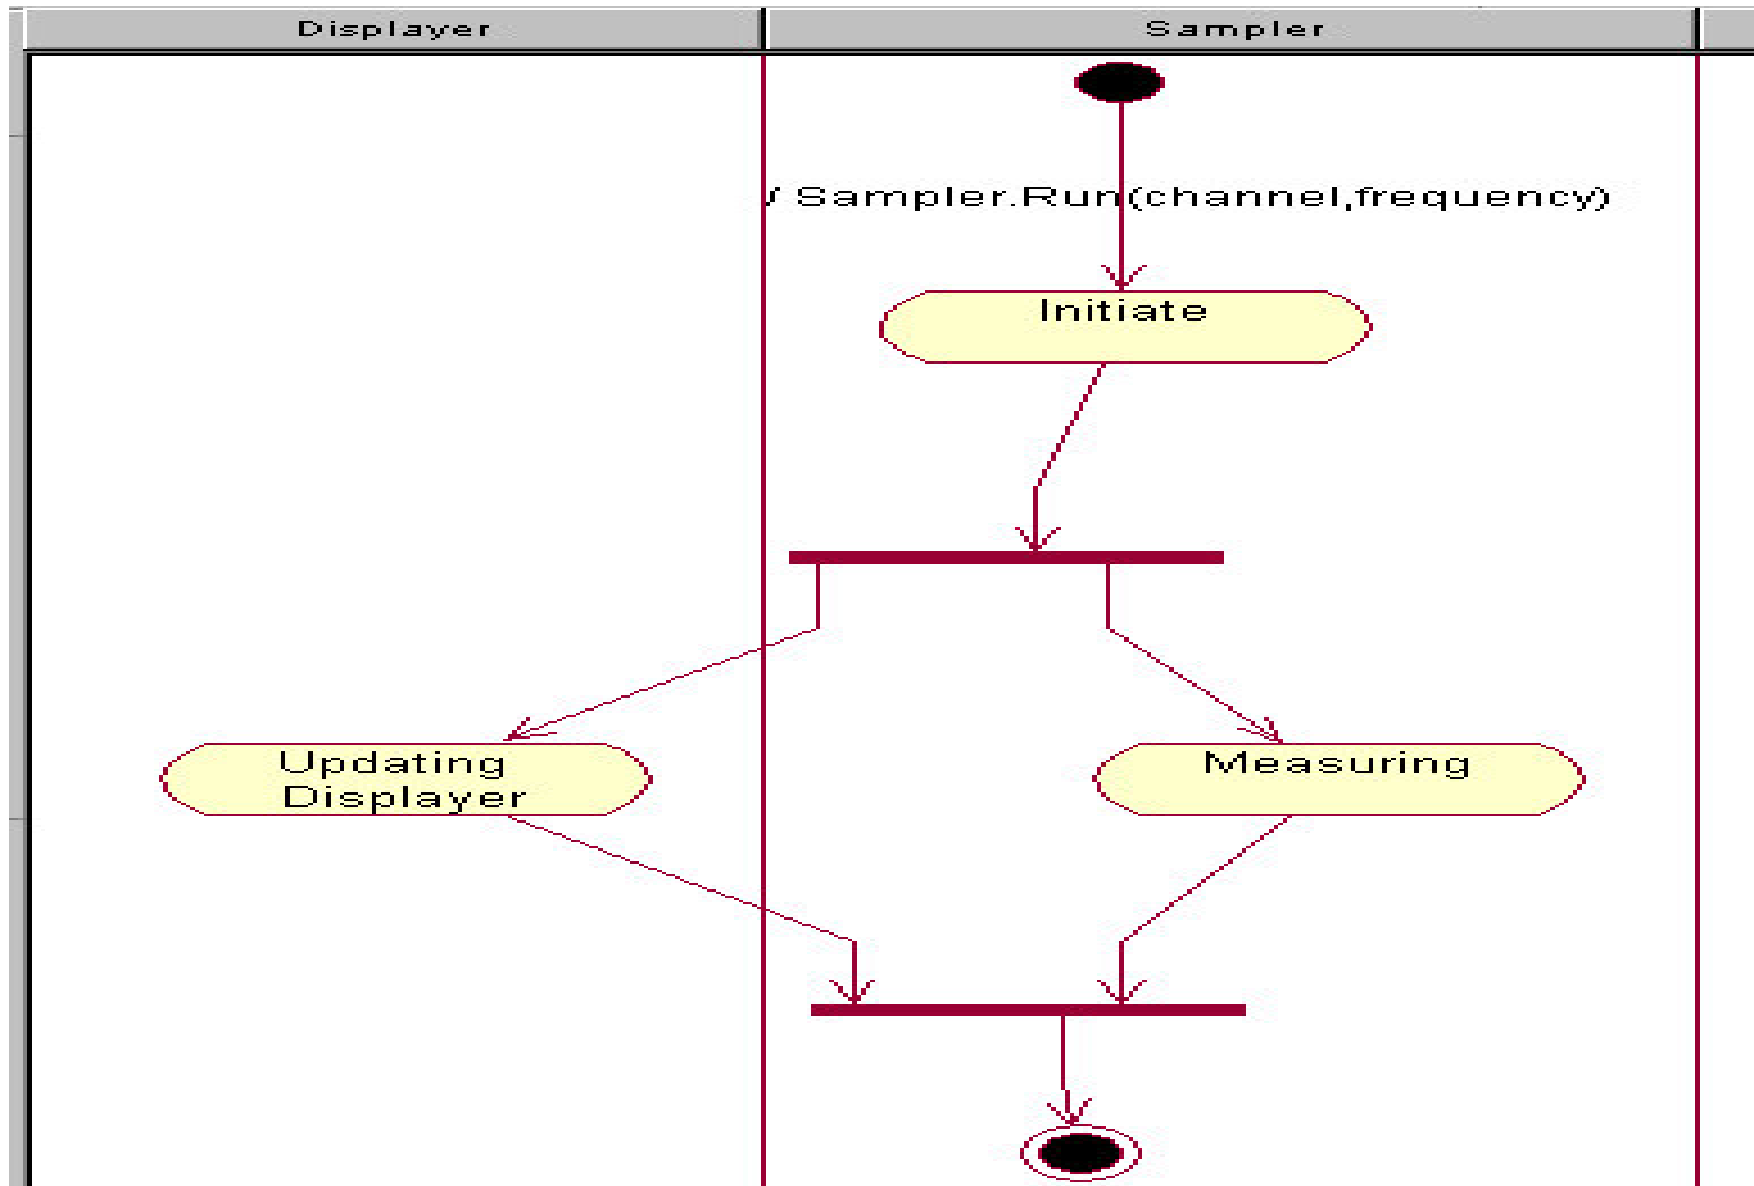 Displayer
Sampler
/ Sampler.Run(channel,frequency)
Initiate
Updating
Displayer
Measuring